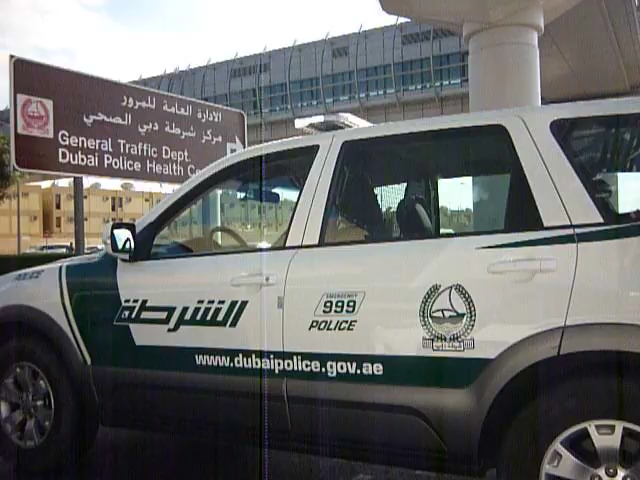 الادارة العامة للمرور
مركز شرطة دبي الصحي
General Traffic Dept.
Dubai Police Health
POLICE
الشرطة
EMERGENCY
999
POLICE
www.dubaipolice.gov.ae